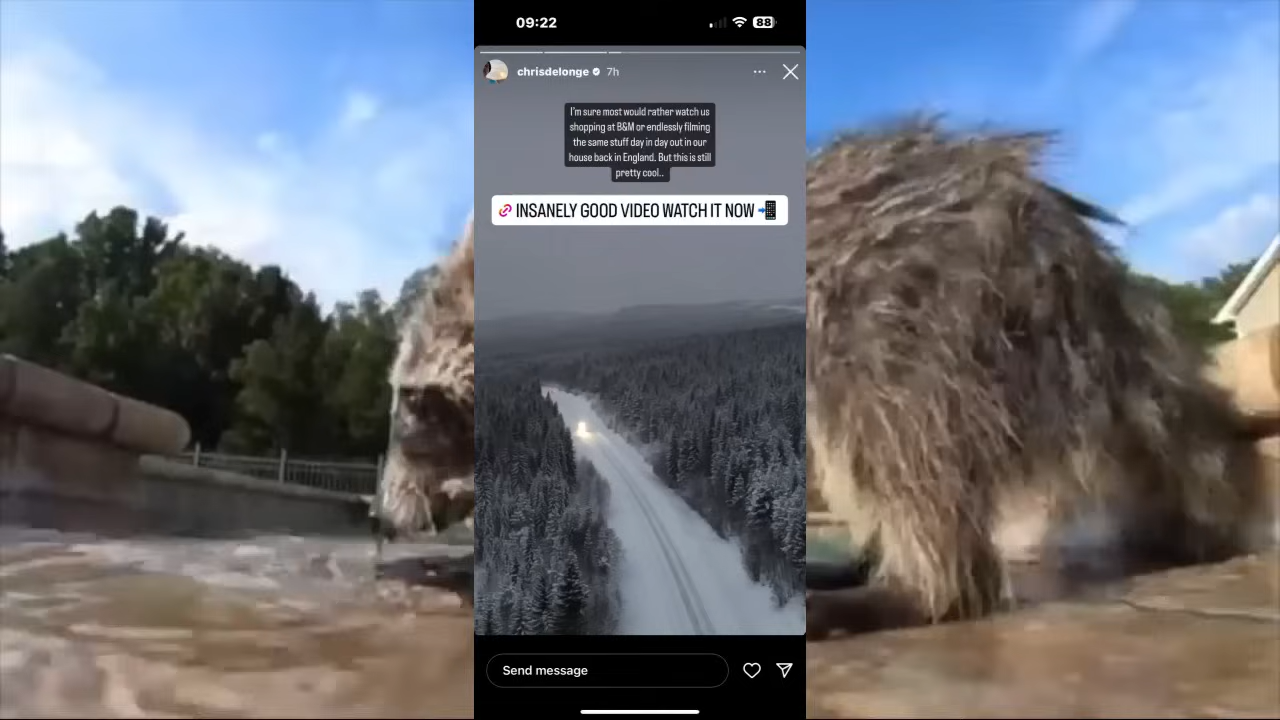 09:22
88
chrisdelonge 7h
I'm sure most would rather watch us
shopping at B&M or endlessly filming
the same stuff day in day out in our
house back in England. But this is still
pretty cool..
INSANELY GOOD VIDEO WATCH IT NOW
Send message